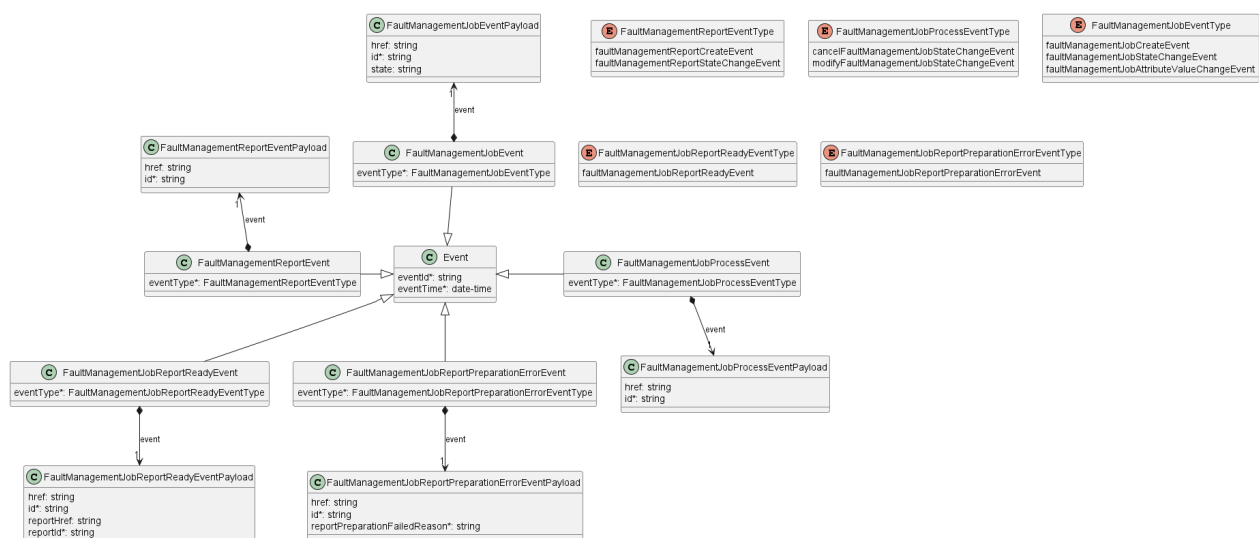 C FaultManagementJobEventPayload
href: string
id*: string
state: string
E FaultManagementReportEventType
faultManagementReportCreateEvent
faultManagementReportStateChangeEvent
E FaultManagementJobProcessEventType
cancelFaultManagementJobStateChangeEvent
modifyFaultManagementJobStateChangeEvent
E FaultManagementJobEventType
faultManagementJobCreateEvent
faultManagementJobStateChangeEvent
faultManagementJobAttributeValueChangeEvent
1
event
C FaultManagementReportEventPayload
href: string
id*: string
C FaultManagementJobEvent
eventType*: FaultManagementJobEventType
E FaultManagementJobReportReadyEventType
faultManagementJobReportReadyEvent
E FaultManagementJobReportPreparationErrorEventType
faultManagementJobReportPreparationErrorEvent
1
event
C FaultManagementReportEvent
eventType*: FaultManagementReportEventType
C Event
eventId*: string
eventTime*: date-time
C FaultManagementJobProcessEvent
eventType*: FaultManagementJobProcessEventType
event
1
C FaultManagementJobReportReadyEvent
eventType*: FaultManagementJobReportReadyEventType
C FaultManagementJobReportPreparationErrorEvent
eventType*: FaultManagementJobReportPreparationErrorEventType
C FaultManagementJobProcessEventPayload
href: string
id*: string
event
1
event
1
C FaultManagementJobReportReadyEventPayload
href: string
id*: string
reportHref: string
reportId*: string
C FaultManagementJobReportPreparationErrorEventPayload
href: string
id*: string
reportPreparationFailedReason*: string